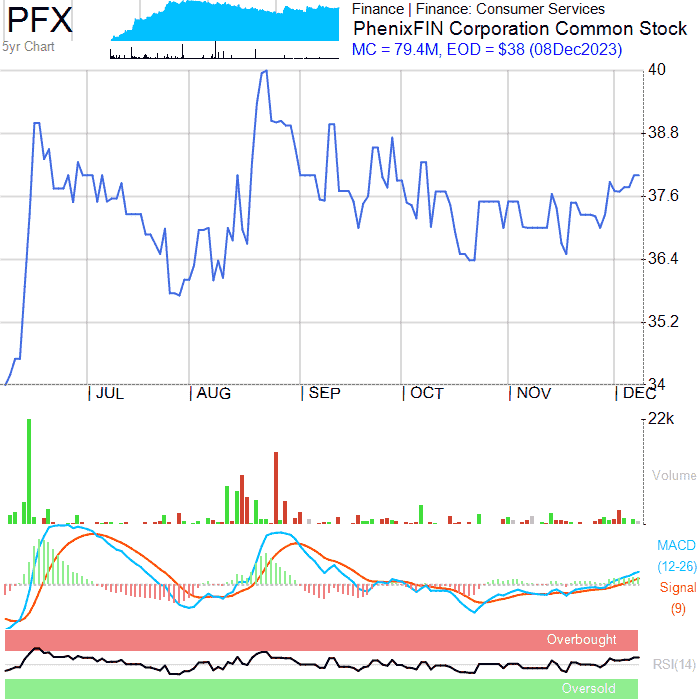 PFX
5yr Chart
Finance | Finance: Consumer Services
PhenixFIN Corporation Common Stock
MC = 79.4M, EOD = $38 (08Dec2023)
40
38.8
37.6
36.4
35.2
34
JUL AUG SEP OCT NOV DEC
22k
Volume
MACD
(12-26)
Signal
(9)
Overbought
RSI(14)
Oversold